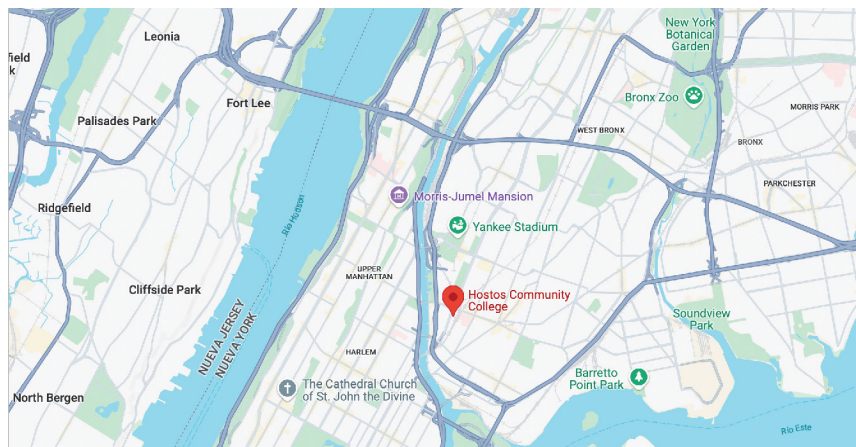 New York
Botanical
Garden
Leonia
field
k
Bronx Zoo
Fort Lee
MORRIS PARK
Palisades Park
WEST BRONX
BRONX
PARKCHESTER
Morris-Jumel Mansion
Ridgefield
Río Hudson
Yankee Stadium
UPPER
MANHATTAN
Cliffside Park
Hostos Community
College
NUEVA JERSEY
NUEVA YORK
Soundview
Park
HARLEM
Barretto
Point Park
The Cathedral Church
of St. John the Divine
North Bergen
Río Este